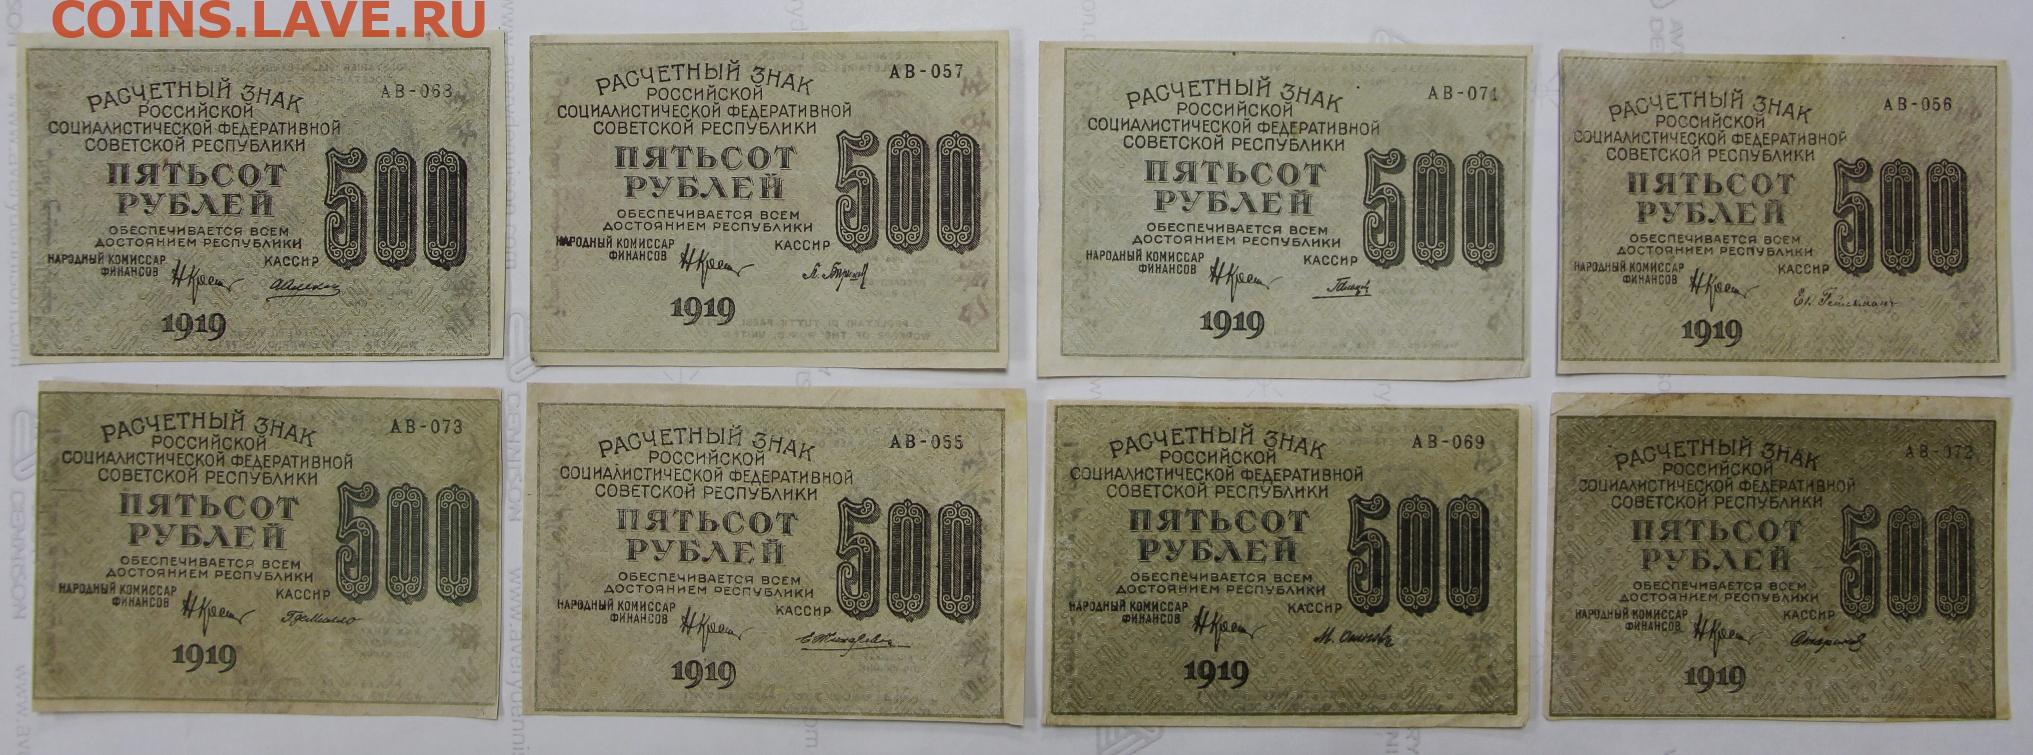 COINS.LAVE.RU
РАСЧЕТНЫЙ ЗНАК
АВ-063
РОССИЙСКОЙ
СОЦИАЛИСТИЧЕСКОЙ ФЕДЕРАТИВНОЙ
СОВЕТСКОЙ РЕСПУБЛИКИ
ПЯТЬСОТ
РУБЛЕЙ
500
ОБЕСПЕЧИВАЕТСЯ ВСЕМ
ДОСТОЯНИЕМ РЕСПУБЛИКИ
НАРОДНЫЙ КОМИССАР
ФИНАНСОВ
КАССИР
1919
РАСЧЕТНЫЙ ЗНАК
АВ-057
РОССИЙСКОЙ
СОЦИАЛИСТИЧЕСКОЙ ФЕДЕРАТИВНОЙ
СОВЕТСКОЙ РЕСПУБЛИКИ
ПЯТЬСОТ
РУБЛЕЙ
500
ОБЕСПЕЧИВАЕТСЯ ВСЕМ
ДОСТОЯНИЕМ РЕСПУБЛИКИ
НАРОДНЫЙ КОМИССАР
ФИНАНСОВ
КАССИР
1919
РАСЧЕТНЫЙ ЗНАК
АВ-071
РОССИЙСКОЙ
СОЦИАЛИСТИЧЕСКОЙ ФЕДЕРАТИВНОЙ
СОВЕТСКОЙ РЕСПУБЛИКИ
ПЯТЬСОТ
РУБЛЕЙ
500
ОБЕСПЕЧИВАЕТСЯ ВСЕМ
ДОСТОЯНИЕМ РЕСПУБЛИКИ
НАРОДНЫЙ КОМИССАР
ФИНАНСОВ
КАССИР
1919
РАСЧЕТНЫЙ ЗНАК
АВ-056
РОССИЙСКОЙ
СОЦИАЛИСТИЧЕСКОЙ ФЕДЕРАТИВНОЙ
СОВЕТСКОЙ РЕСПУБЛИКИ
ПЯТЬСОТ
РУБЛЕЙ
500
ОБЕСПЕЧИВАЕТСЯ ВСЕМ
ДОСТОЯНИЕМ РЕСПУБЛИКИ
НАРОДНЫЙ КОМИССАР
ФИНАНСОВ
КАССИР
1919
РАСЧЕТНЫЙ ЗНАК
АВ-073
РОССИЙСКОЙ
СОЦИАЛИСТИЧЕСКОЙ ФЕДЕРАТИВНОЙ
СОВЕТСКОЙ РЕСПУБЛИКИ
ПЯТЬСОТ
РУБЛЕЙ
500
ОБЕСПЕЧИВАЕТСЯ ВСЕМ
ДОСТОЯНИЕМ РЕСПУБЛИКИ
НАРОДНЫЙ КОМИССАР
ФИНАНСОВ
КАССИР
1919
РАСЧЕТНЫЙ ЗНАК
АВ-055
РОССИЙСКОЙ
СОЦИАЛИСТИЧЕСКОЙ ФЕДЕРАТИВНОЙ
СОВЕТСКОЙ РЕСПУБЛИКИ
ПЯТЬСОТ
РУБЛЕЙ
500
ОБЕСПЕЧИВАЕТСЯ ВСЕМ
ДОСТОЯНИЕМ РЕСПУБЛИКИ
НАРОДНЫЙ КОМИССАР
ФИНАНСОВ
КАССИР
1919
РАСЧЕТНЫЙ ЗНАК
АВ-069
РОССИЙСКОЙ
СОЦИАЛИСТИЧЕСКОЙ ФЕДЕРАТИВНОЙ
СОВЕТСКОЙ РЕСПУБЛИКИ
ПЯТЬСОТ
РУБЛЕЙ
500
ОБЕСПЕЧИВАЕТСЯ ВСЕМ
ДОСТОЯНИЕМ РЕСПУБЛИКИ
НАРОДНЫЙ КОМИССАР
ФИНАНСОВ
КАССИР
1919
РАСЧЕТНЫЙ ЗНАК
АВ-072
РОССИЙСКОЙ
СОЦИАЛИСТИЧЕСКОЙ ФЕДЕРАТИВНОЙ
СОВЕТСКОЙ РЕСПУБЛИКИ
ПЯТЬСОТ
РУБЛЕЙ
500
ОБЕСПЕЧИВАЕТСЯ ВСЕМ
ДОСТОЯНИЕМ РЕСПУБЛИКИ
НАРОДНЫЙ КОМИССАР
ФИНАНСОВ
КАССИР
1919